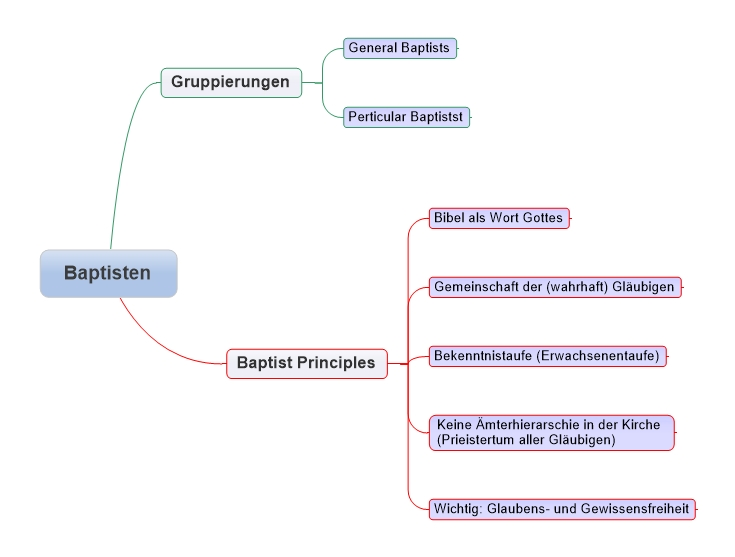 General Baptists
Gruppierungen
Perticular Baptistst
Bibel als Wort Gottes
Baptisten
Gemeinschaft der (wahrhaft) Gläubigen
Baptist Principles
Bekenntnistaufe (Erwachsenentaufe)
Keine Ämterhierarschie in der Kirche
(Prieistertum aller Gläubigen)
Wichtig: Glaubens- und Gewissensfreiheit